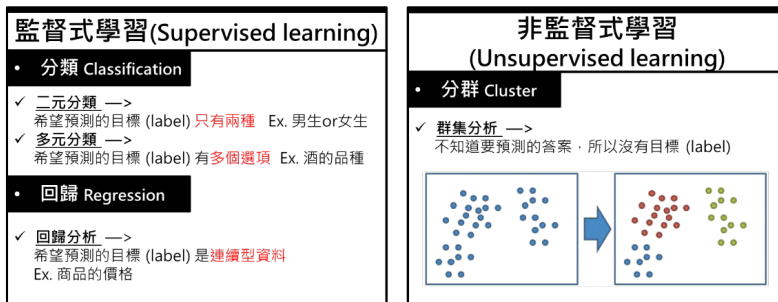 監督式學習(Supervised learning)
• 分類 Classification
✓ 二元分類 —>
希望預測的目標 (label) 只有兩種 Ex. 男生or女生
✓ 多元分類 —>
希望預測的目標 (label) 有多個選項 Ex. 酒的品種
• 回歸 Regression
✓ 回歸分析 —>
希望預測的目標 (label) 是連續型資料
Ex. 商品的價格
非監督式學習
(Unsupervised learning)
• 分群 Cluster
✓ 群集分析 —>
不知道要預測的答案，所以沒有目標 (label)